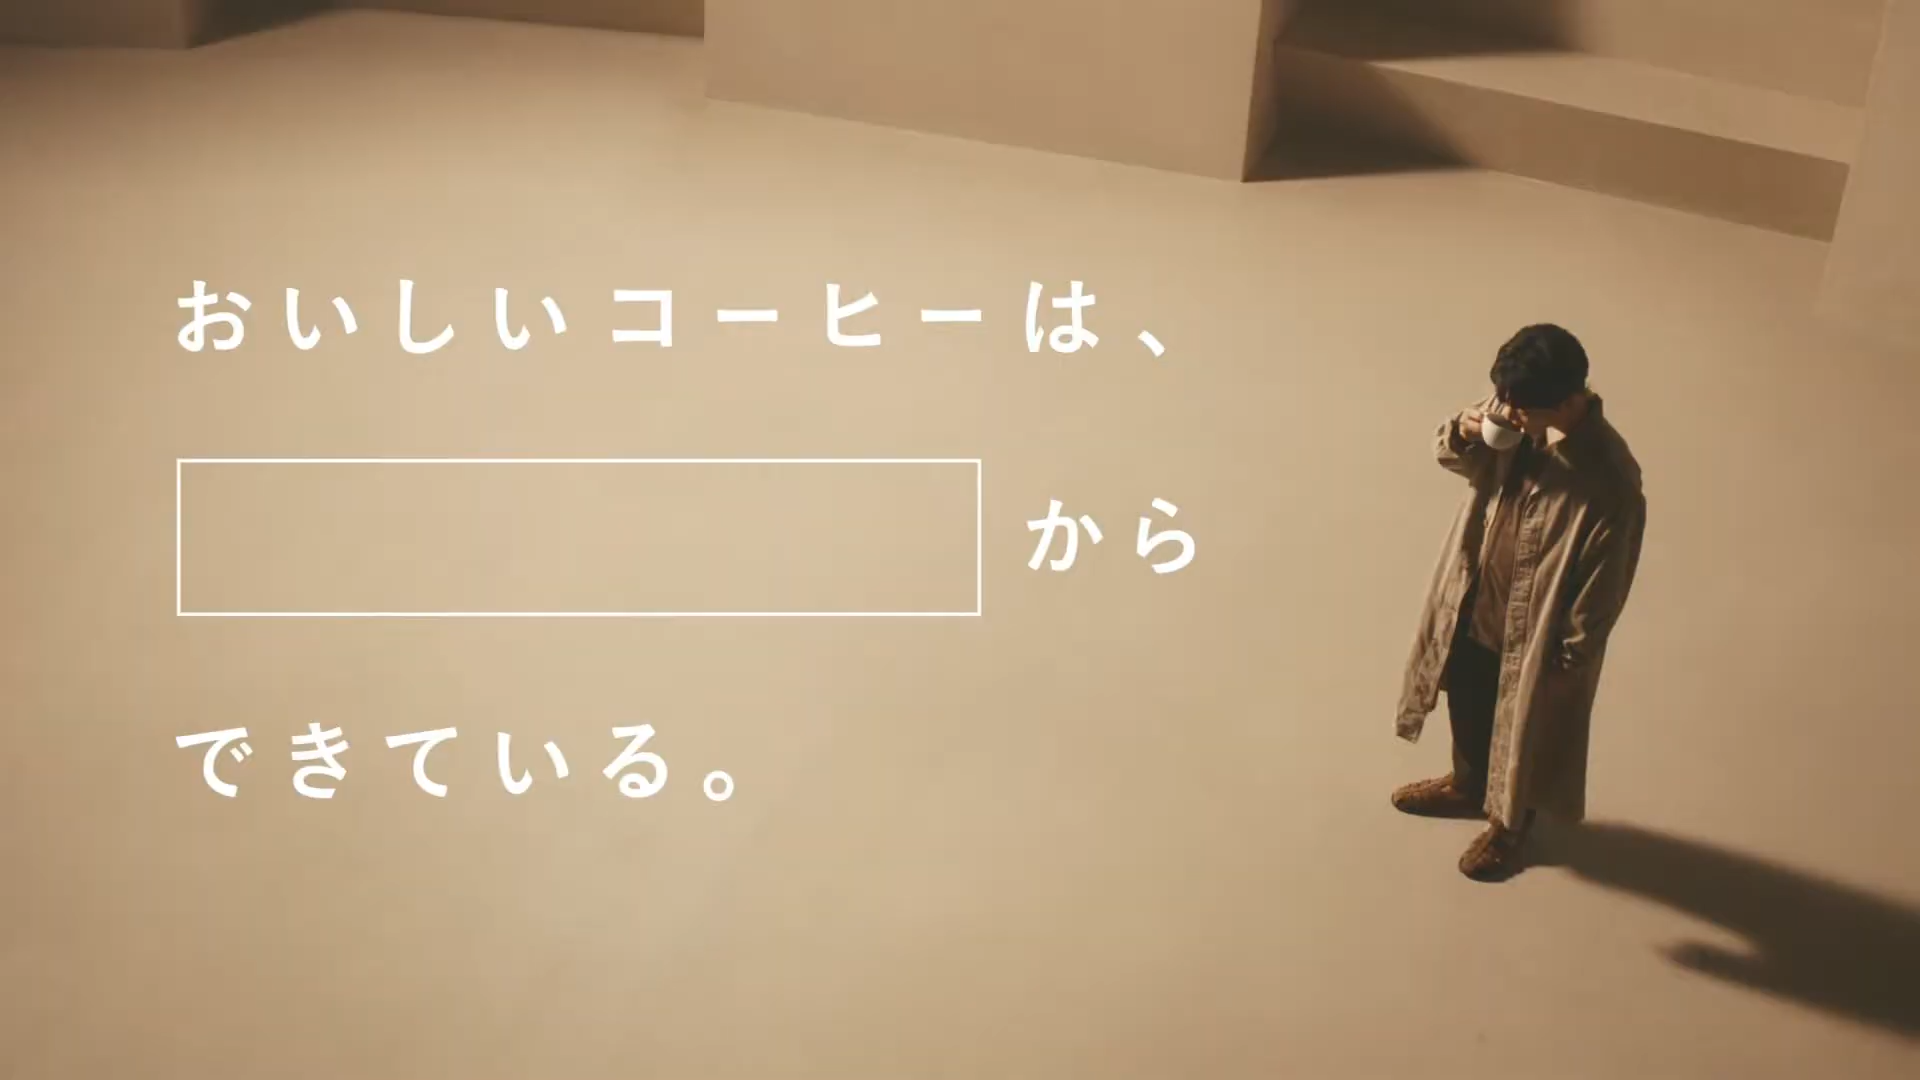 おいしいコーヒーは、
から
できている。